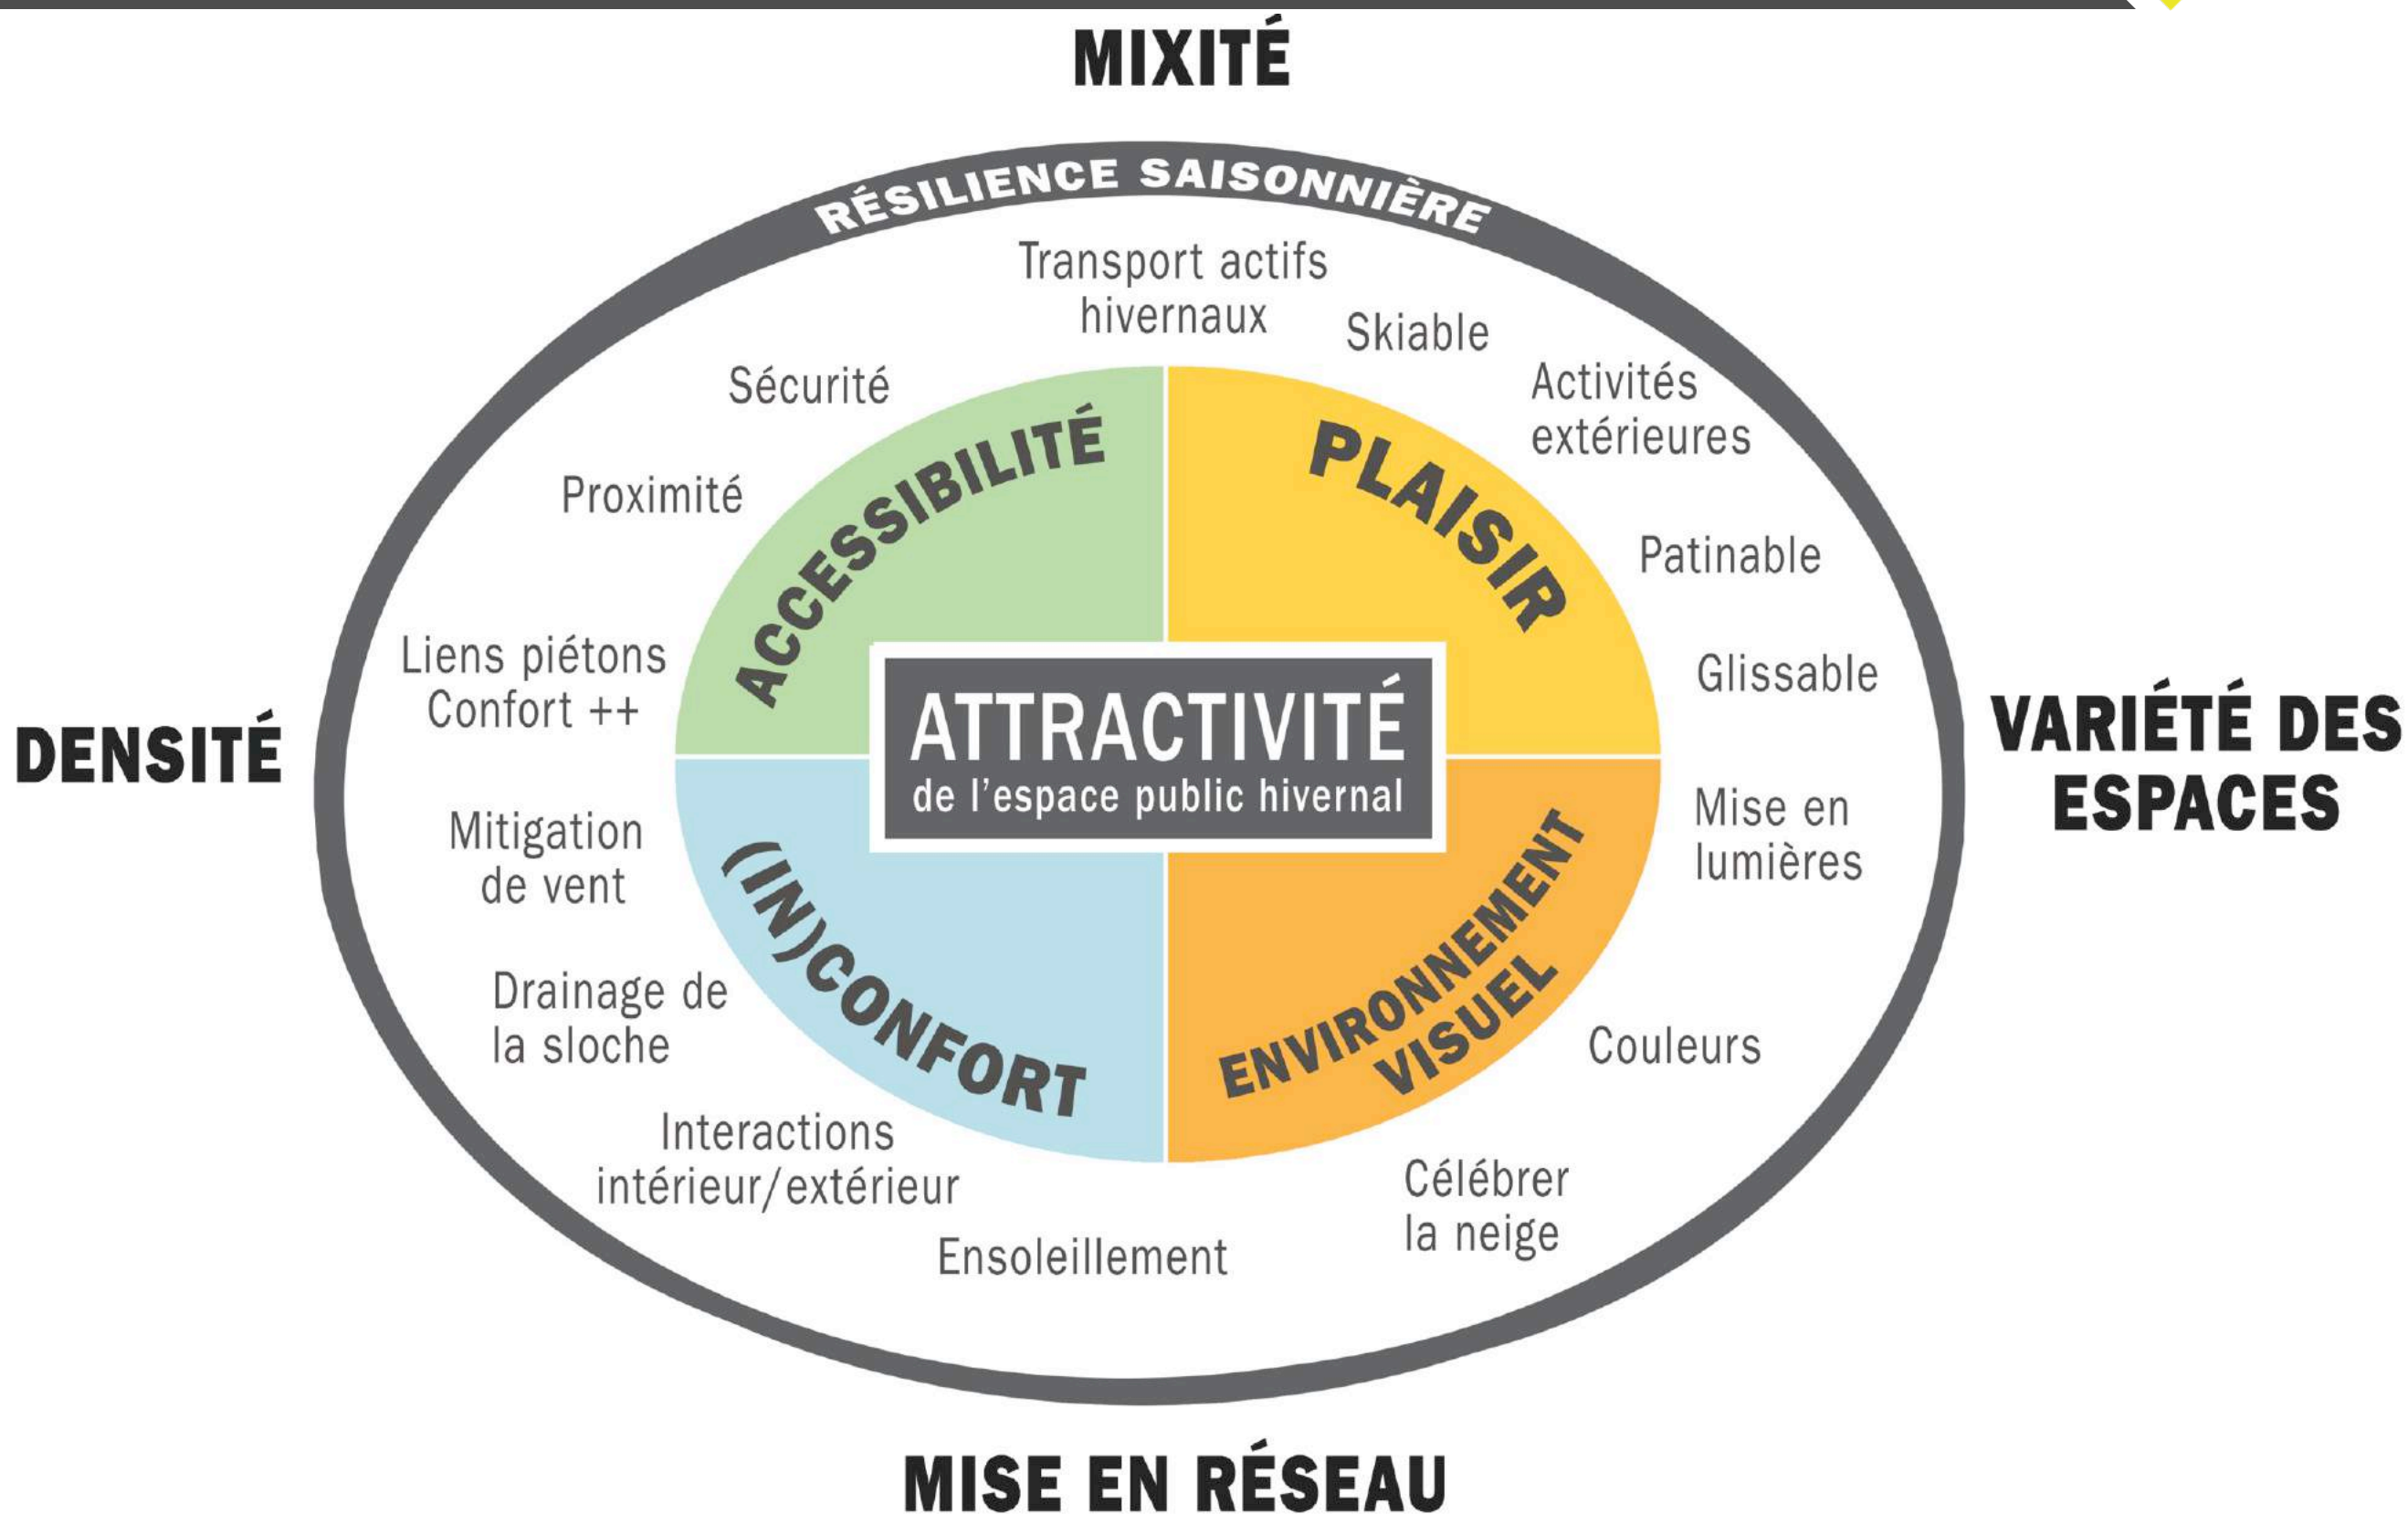 MIXITÉ
RÉSILIENCE SAISONNIÈRE
Transport actifs
hivernaux
Skiable
Sécurité
Activités
extérieures
ACCESSIBILITÉ
PLAISIR
Proximité
Patinable
Liens piétons
Confort ++
Glissable
DENSITÉ
ATTRACTIVITÉ
de l'espace public hivernal
VARIÉTÉ DES
ESPACES
Mitigation
de vent
Mise en
lumières
(IN)CONFORT
ENVIRONNEMENT
VISUEL
Drainage de
la sloche
Couleurs
Interactions
intérieur/extérieur
Célébrer
la neige
Ensoleillement
MISE EN RÉSEAU